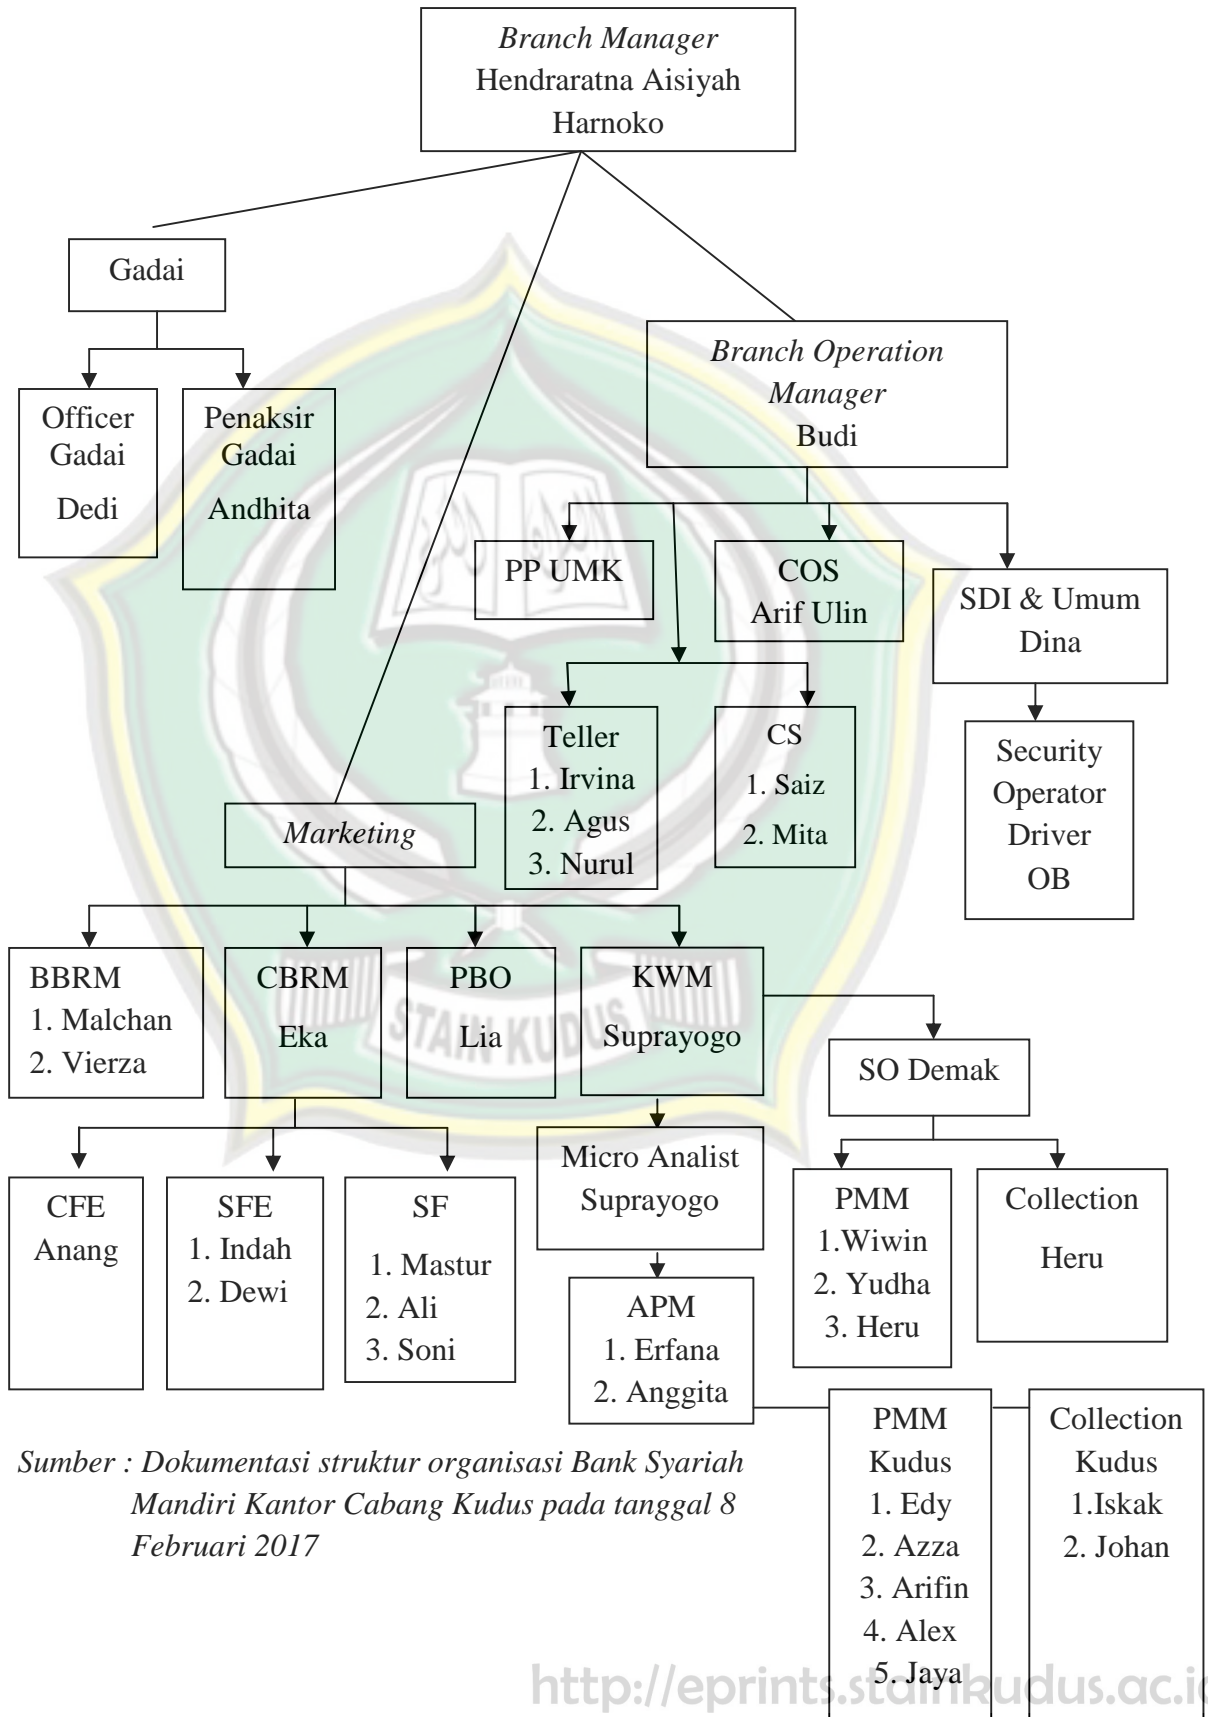 Branch Manager
Hendraratna Aisiyah
Harnoko
Gadai
Officer
Gadai
Dedi
Penaksir
Gadai
Andhita
Branch Operation
Manager
Budi
PP UMK
COS
Arif Ulin
SDI & Umum
Dina
Security
Operator
Driver
OB
Teller
1. Irvina
2. Agus
3. Nurul
CS
1. Saiz
2. Mita
Marketing
BBRM
1. Malchan
2. Vierza
CBRM
Eka
PBO
Lia
KWM
Suprayogo
STAIN KUDUS
SO Demak
CFE
Anang
SFE
1. Indah
2. Dewi
SF
1. Mastur
2. Ali
3. Soni
Micro Analist
Suprayogo
APM
1. Erfana
2. Anggita
PMM
1.Wiwin
2. Yudha
3. Heru
Collection
Heru
PMM
Kudus
1. Edy
2. Azza
3. Arifin
4. Alex
5. Jaya
Collection
Kudus
1.Iskak
2. Johan
Sumber : Dokumentasi struktur organisasi Bank Syariah
Mandiri Kantor Cabang Kudus pada tanggal 8
Februari 2017
http://eprints.stainkudus.ac.id